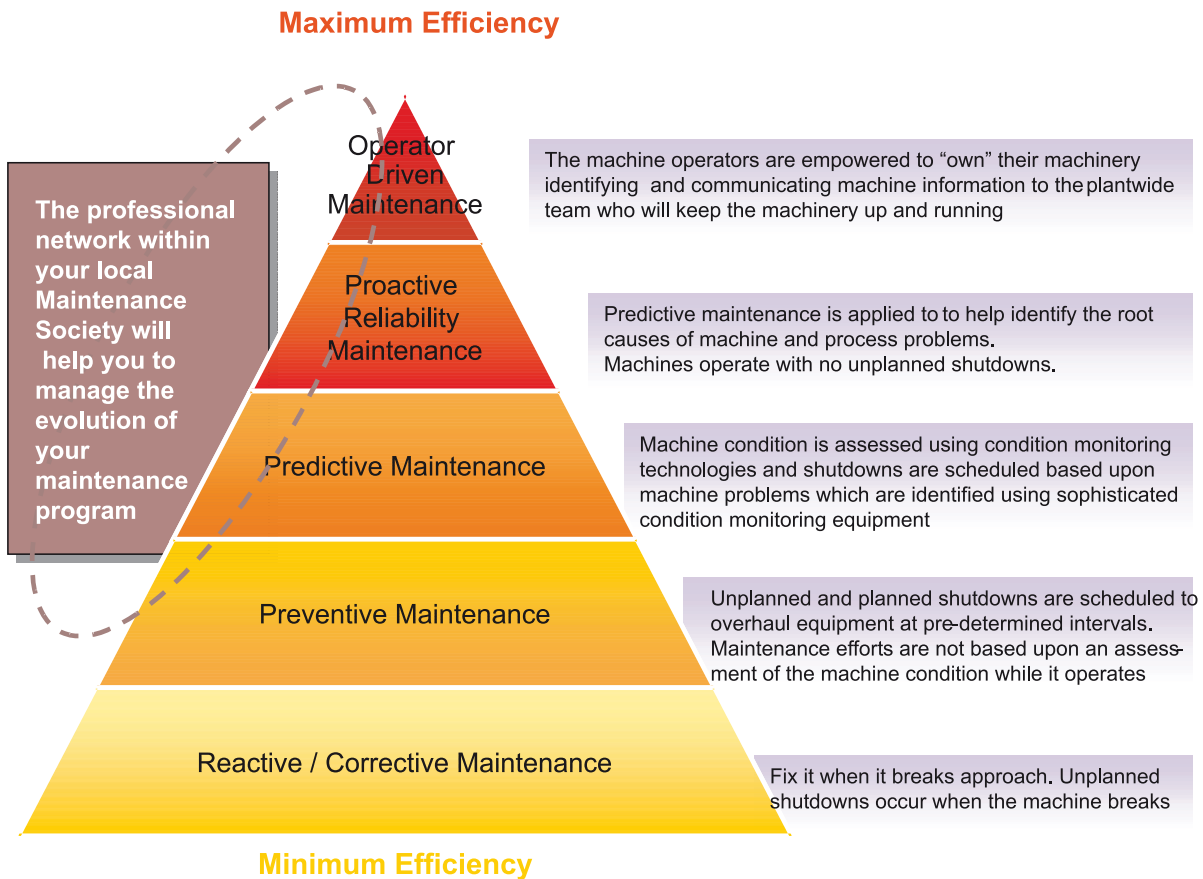 Maximum Efficiency
The professional
network within
your local
Maintenance
Society will
help you to
manage the
evolution of
your
maintenance
program
Operator
Driven
Maintenance
The machine operators are empowered to “own” their machinery
identifying and communicating machine information to the plantwide
team who will keep the machinery up and running
Proactive
Reliability
Maintenance
Predictive maintenance is applied to to help identify the root
causes of machine and process problems.
Machines operate with no unplanned shutdowns.
Predictive Maintenance
Machine condition is assessed using condition monitoring
technologies and shutdowns are scheduled based upon
machine problems which are identified using sophisticated
condition monitoring equipment
Preventive Maintenance
Unplanned and planned shutdowns are scheduled to
overhaul equipment at pre-determined intervals.
Maintenance efforts are not based upon an assess-
ment of the machine condition while it operates
Reactive / Corrective Maintenance
Fix it when it breaks approach. Unplanned
shutdowns occur when the machine breaks
Minimum Efficiency